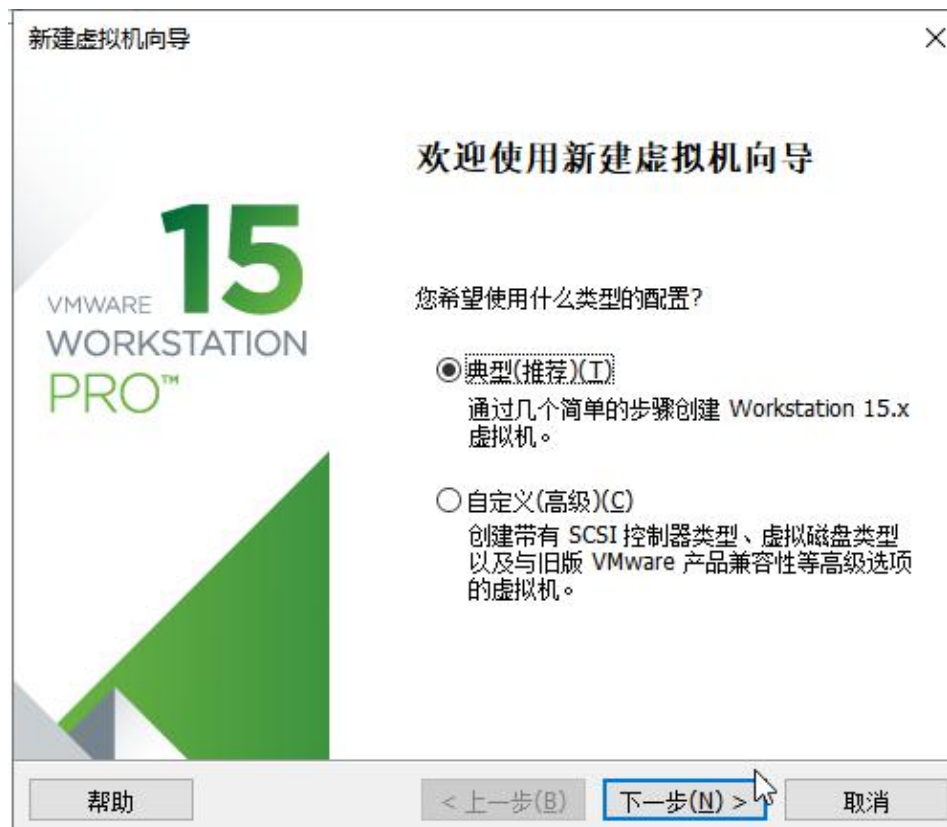 新建虚拟机向导
欢迎使用新建虚拟机向导
15
VMWARE
WORKSTATION
PRO™
您希望使用什么类型的配置?
典型(推荐)(T)
通过几个简单的步骤创建 Workstation 15.x
虚拟机。
自定义(高级)(C)
创建带有 SCSI 控制器类型、虚拟磁盘类型
以及与旧版 VMware 产品兼容性等高级选项
的虚拟机。
帮助
< 上一步(B)
下一步(N) >
取消